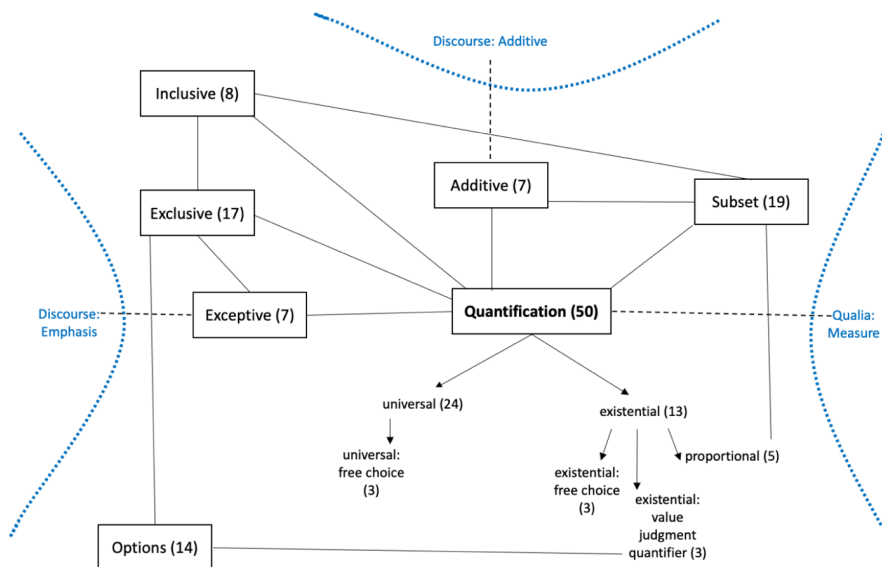 Discourse: Additive
Inclusive (8)
Additive (7)
Subset (19)
Exclusive (17)
Discourse:
Emphasis
Exceptive (7)
Quantification (50)
Qualia:
Measure
universal (24)
existential (13)
universal:
free choice
(3)
existential:
free choice
(3)
proportional (5)
existential:
value
judgment
quantifier (3)
Options (14)